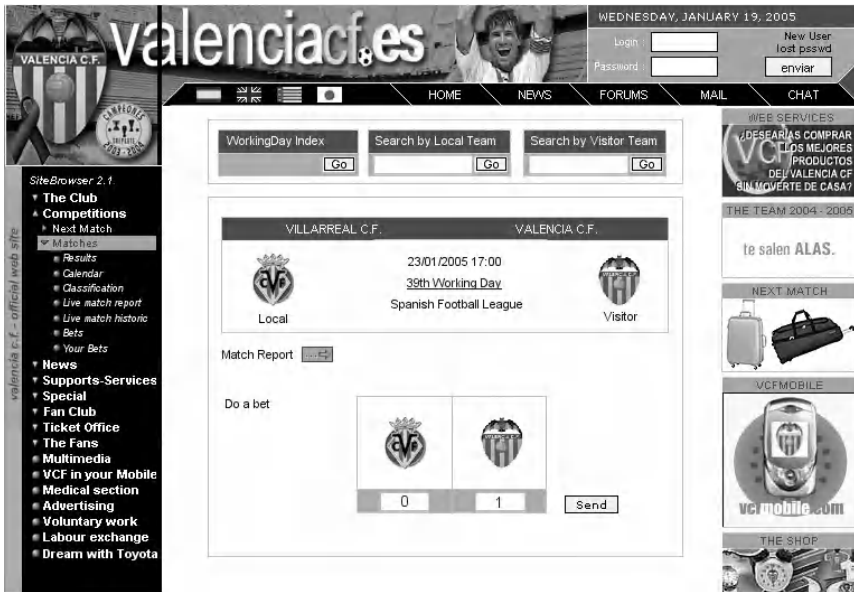 VALENCIA C.F.
CAMPIONES
2003 - 2004
valenciacf.es
WEDNESDAY, JANUARY 19, 2005
Login :
New User
lost psswd
Password :
enviar
HOME
NEWS
FORUMS
MAIL
CHAT
valencia c.f. - official web site
SiteBrowser 2.1.
The Club
Competitions
Next Match
Matches
Results
Calendar
Classification
Live match report
Live match historic
Bets
Your Bets
News
Supports-Services
Special
Fan Club
Ticket Office
The Fans
Multimedia
VCF in your Mobile
Medical section
Advertising
Voluntary work
Labour exchange
Dream with Toyota
WorkingDay Index
Go
Search by Local Team
Go
Search by Visitor Team
Go
VILLARREAL C.F.
VALENCIA C.F.
23/01/2005 17:00
39th Working Day
Spanish Football League
Local
Visitor
Match Report
Do a bet
0
1
Send
WEB SERVICES
VCF
¿DESEARÍAS COMPRAR
LOS MEJORES
PRODUCTOS
DEL VALENCIA CF
SIN MOVERTE DE CASA?
THE TEAM 2004 - 2005
te salen ALAS.
NEXT MATCH
VCFMOBILE
vcfmobile.com
THE SHOP